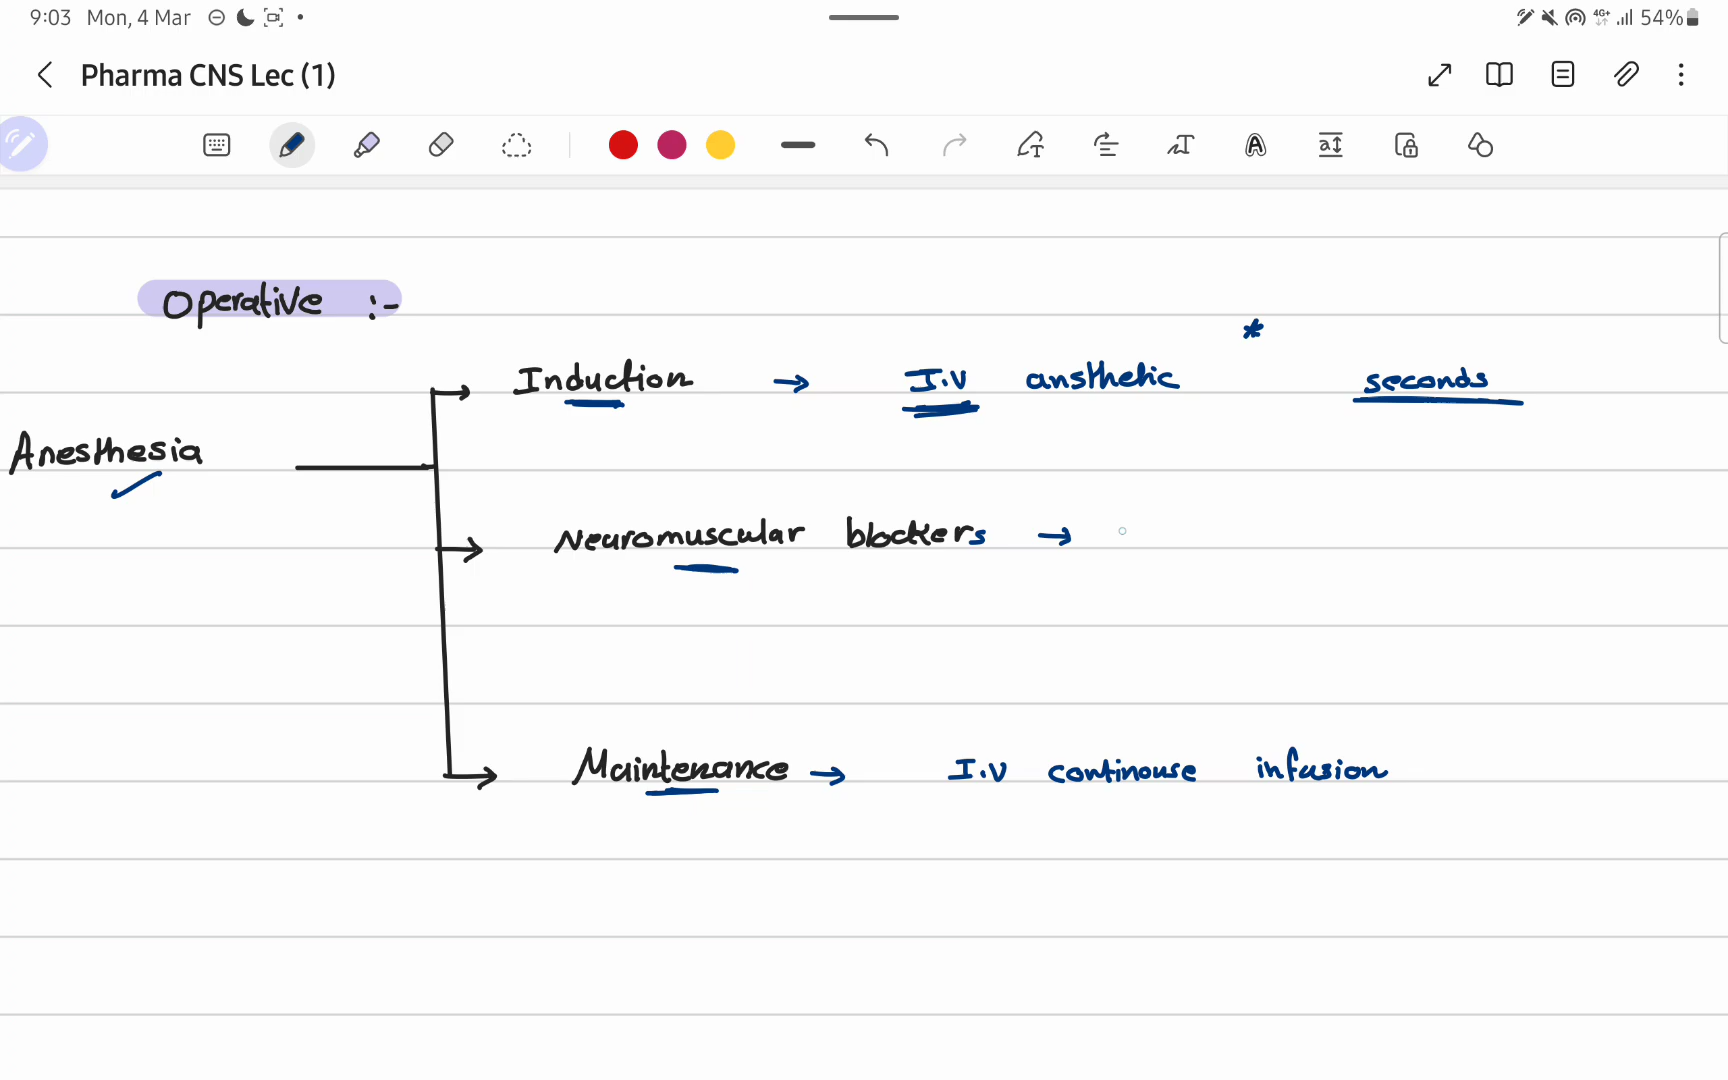 9:03 Mon, 4 Mar 4G+ 54%
Pharma CNS Lec (1)
Operative :-
Induction → I.V ansthetic * seconds
Anesthesia
Neuromuscular blockers →
Maintenance → I.V continouse infusion